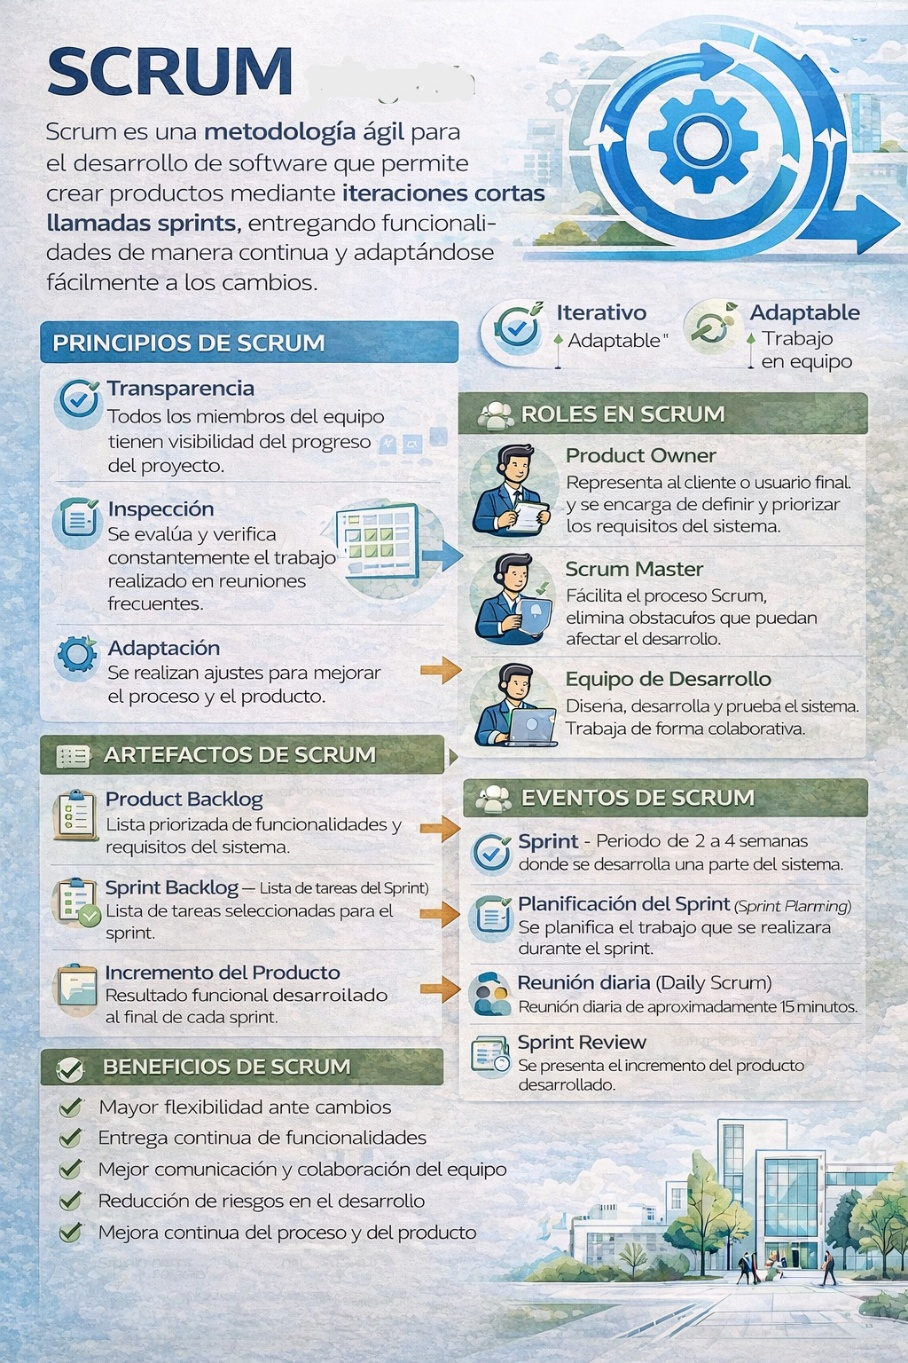 SCRUM
Scrum es una metodología ágil para
el desarrollo de software que permite
crear productos mediante iteraciones cortas
llamadas sprints, entregando funcionali-
dades de manera continua y adaptándose
fácilmente a los cambios.
Iterativo
Adaptable"
Adaptable
Trabajo
en equipo
PRINCIPIOS DE SCRUM
Transparencia
Todos los miembros del equipo
tienen visibilidad del progreso
del proyecto.
Inspección
Se evalúa y verifica
constantemente el trabajo
realizado en reuniones
frecuentes.
Adaptación
Se realizan ajustes para mejorar
el proceso y el producto.
ROLES EN SCRUM
Product Owner
Representa al cliente o usuario final.
y se encarga de definir y priorizar
los requisitos del sistema.
Scrum Master
Fácilita el proceso Scrum,
elimina obstacufos que puedan
afectar el desarrollo.
Equipo de Desarrollo
Disena, desarrolla y pruebá el sistema.
Trabaja de forma colaborativa.
ARTEFACTOS DE SCRUM
Product Backlog
Lista priorizada de funcionalidades y
requisitos del sistema.
Sprint Backlog — Lista de tareas del Sprint)
Lista de tareas seleccionadas para el
sprint.
Incremento del Producto
Resultado funcional desarroilado
al final de cada sprint.
EVENTOS DE SCRUM
Sprint - Periodo de 2 a 4 semanas
donde se desarrolla una parte del sistema.
Planificación del Sprint (Sprint Plarming)
Se planifica el trabajo que se realizara
durante el sprint.
Reunión diaria (Daily Scrum)
Reunión diaria de aproximadamente 15 minutos.
Sprint Review
Se presenta el incremento del producto
desarrollado.
BENEFICIOS DE SCRUM
Mayor flexibilidad ante cambios
Entrega continua de funcionalidades
Mejor comunicación y colaboración del equipo
Reducción de riesgos en el desarrollo
Mejora continua del proceso y del producto